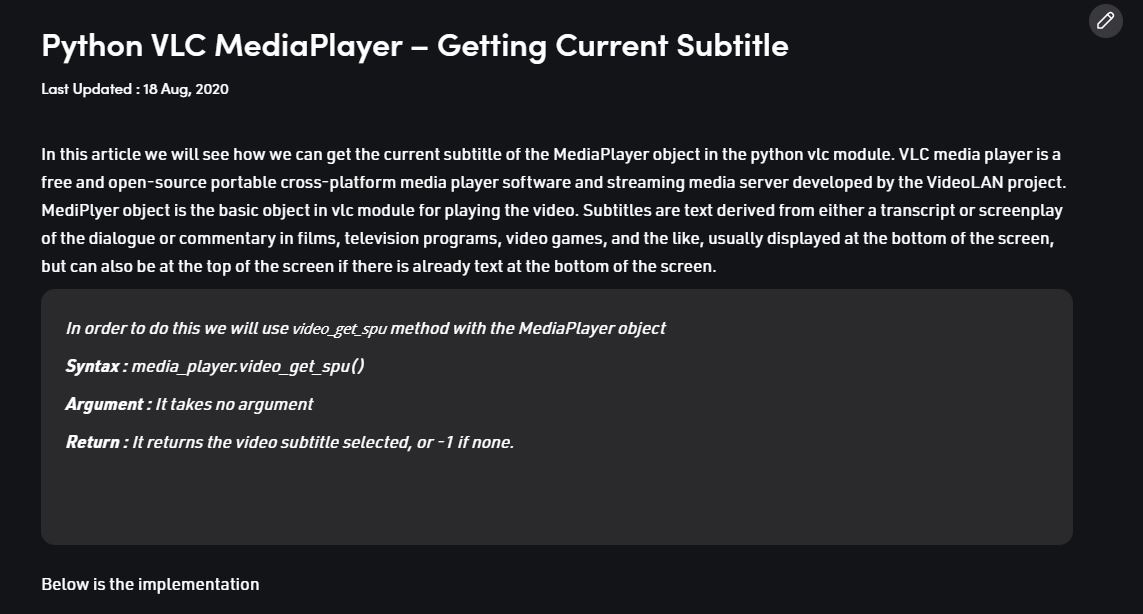 Python VLC MediaPlayer – Getting Current Subtitle
Last Updated : 18 Aug, 2020
In this article we will see how we can get the current subtitle of the MediaPlayer object in the python vlc module. VLC media player is a
free and open-source portable cross-platform media player software and streaming media server developed by the VideoLAN project.
MediPlyer object is the basic object in vlc module for playing the video. Subtitles are text derived from either a transcript or screenplay
of the dialogue or commentary in films, television programs, video games, and the like, usually displayed at the bottom of the screen,
but can also be at the top of the screen if there is already text at the bottom of the screen.
In order to do this we will use video_get_spu method with the MediaPlayer object
Syntax : media_player.video_get_spu()
Argument : It takes no argument
Return : It returns the video subtitle selected, or -1 if none.
Below is the implementation